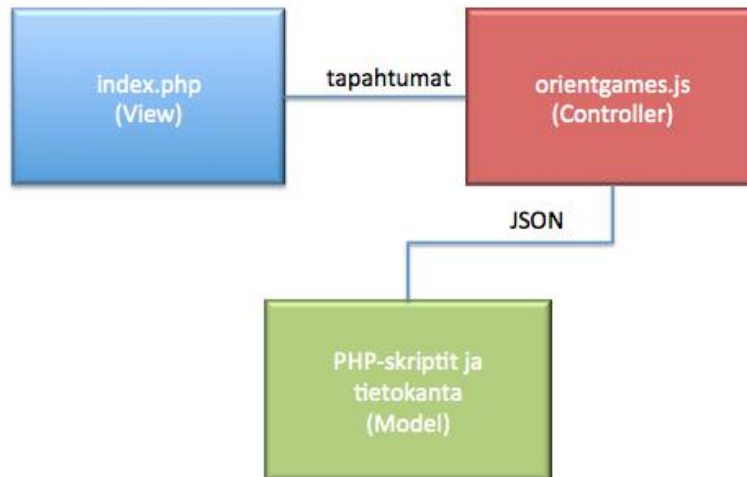 index.php
(View)
tapahtumat
orientgames.js
(Controller)
JSON
PHP-skriptit ja
tietokanta
(Model)